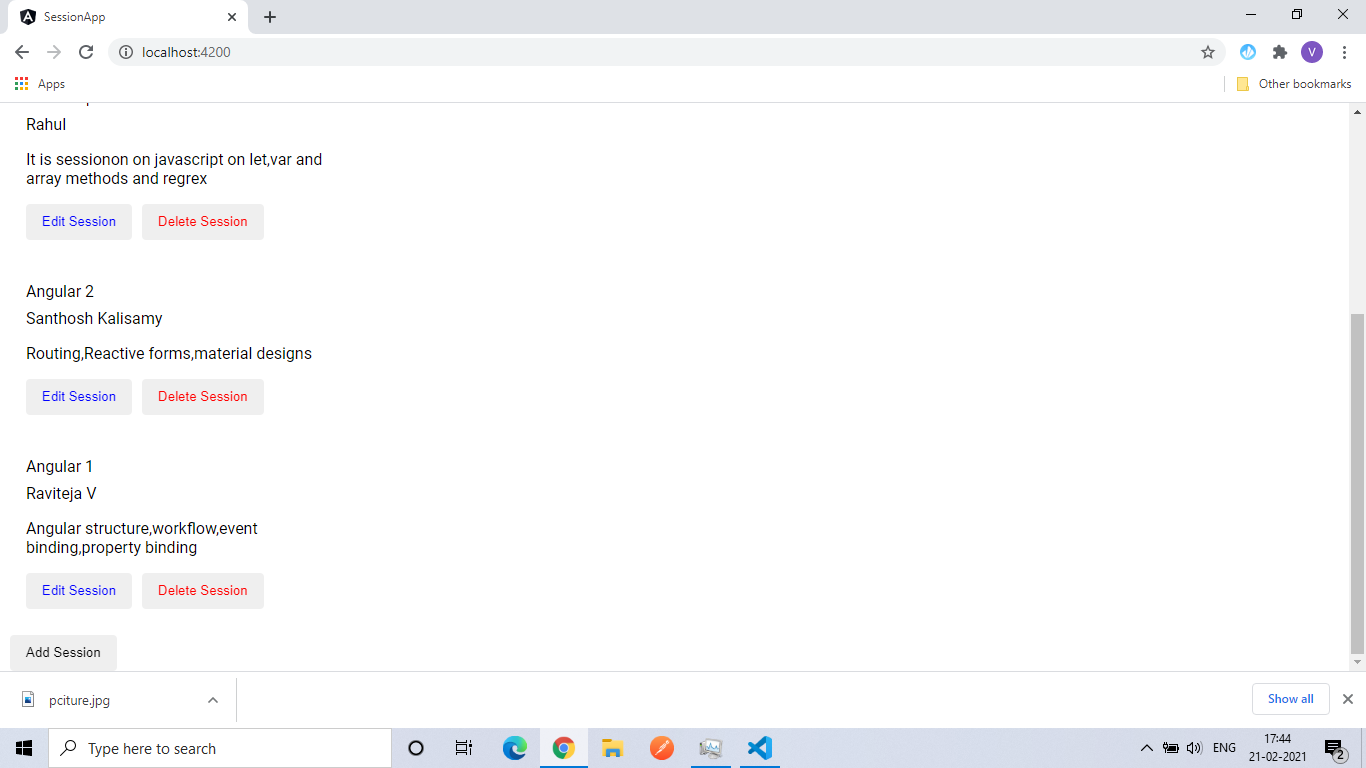 SessionApp
localhost:4200
V
Apps
Other bookmarks
Rahul
It is sessionon on javascript on let,var and
array methods and regrex
Edit Session Delete Session
Angular 2
Santhosh Kalisamy
Routing,Reactive forms,material designs
Edit Session Delete Session
Angular 1
Raviteja V
Angular structure,workflow,event
binding,property binding
Edit Session Delete Session
Add Session
pciture.jpg
Show all
Type here to search
ENG
17:44
21-02-2021
2